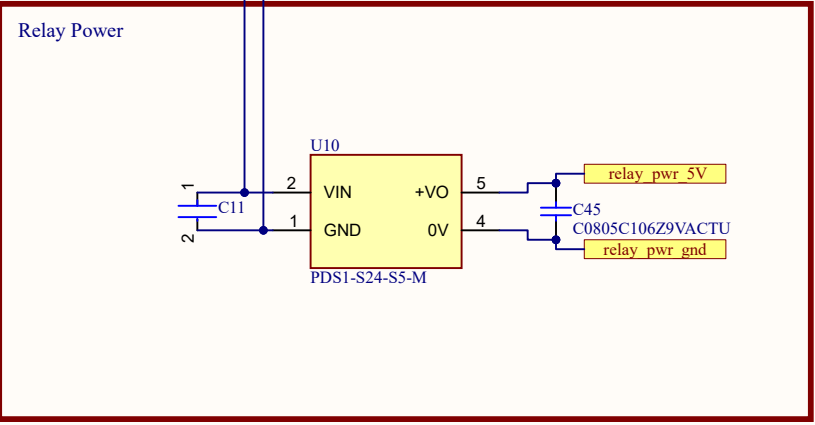 Relay Power
U10
1
2
C11
2
VIN
+VO
5
1
GND
0V
4
PDS1-S24-S5-M
relay_pwr_5V
C45
C0805C106Z9VACTU
relay_pwr_gnd